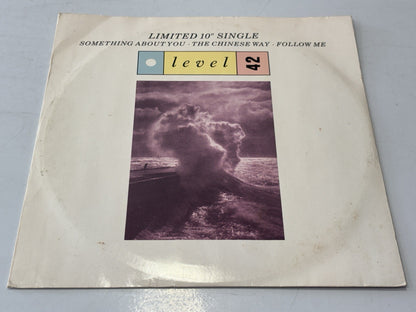 LIMITED 10" SINGLE
SOMETHING ABOUT YOU · THE CHINESE WAY · FOLLOW ME
level 42